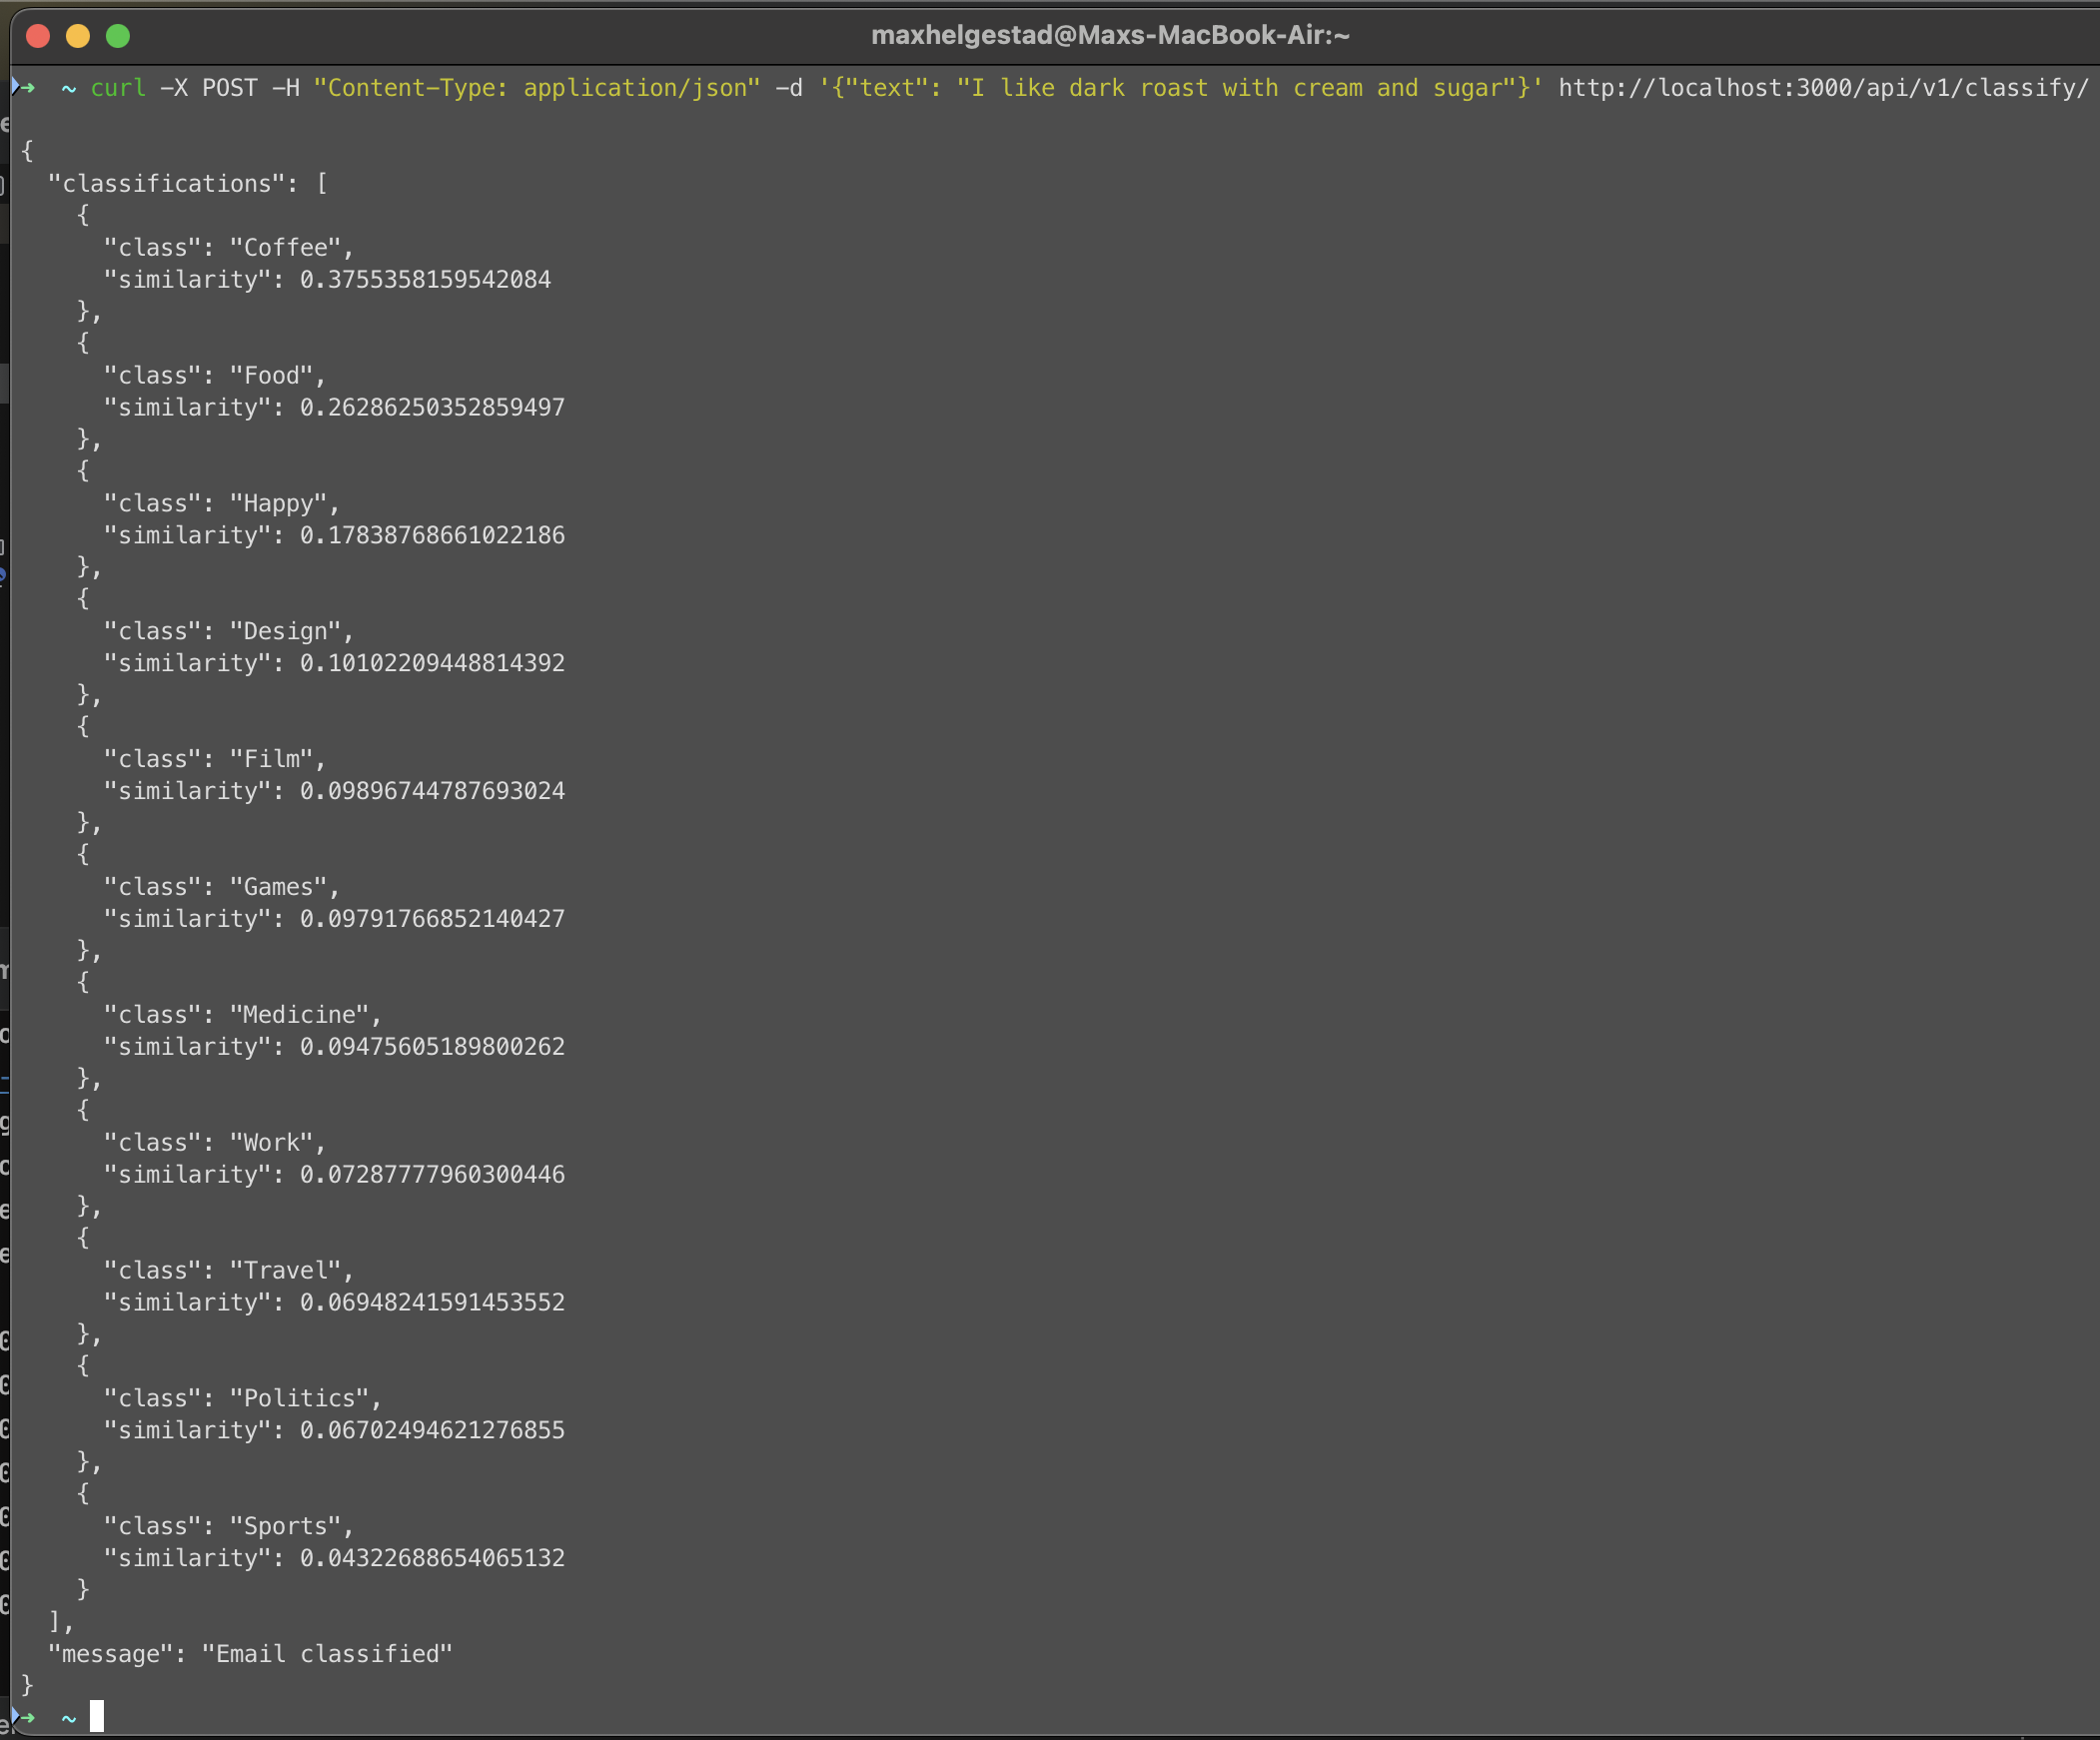 maxhelgestad@Maxs-MacBook-Air:~
➜ ~ curl -X POST -H "Content-Type: application/json" -d '{"text": "I like dark roast with cream and sugar"}' http://localhost:3000/api/v1/classify/
{
"classifications": [
{
"class": "Coffee",
"similarity": 0.3755358159542084
},
{
"class": "Food",
"similarity": 0.26286250352859497
},
{
"class": "Happy",
"similarity": 0.17838768661022186
},
{
"class": "Design",
"similarity": 0.10102209448814392
},
{
"class": "Film",
"similarity": 0.09896744787693024
},
{
"class": "Games",
"similarity": 0.09791766852140427
},
{
"class": "Medicine",
"similarity": 0.09475605189800262
},
{
"class": "Work",
"similarity": 0.07287777960300446
},
{
"class": "Travel",
"similarity": 0.06948241591453552
},
{
"class": "Politics",
"similarity": 0.06702494621276855
},
{
"class": "Sports",
"similarity": 0.04322688654065132
}
],
"message": "Email classified"
}
➜ ~